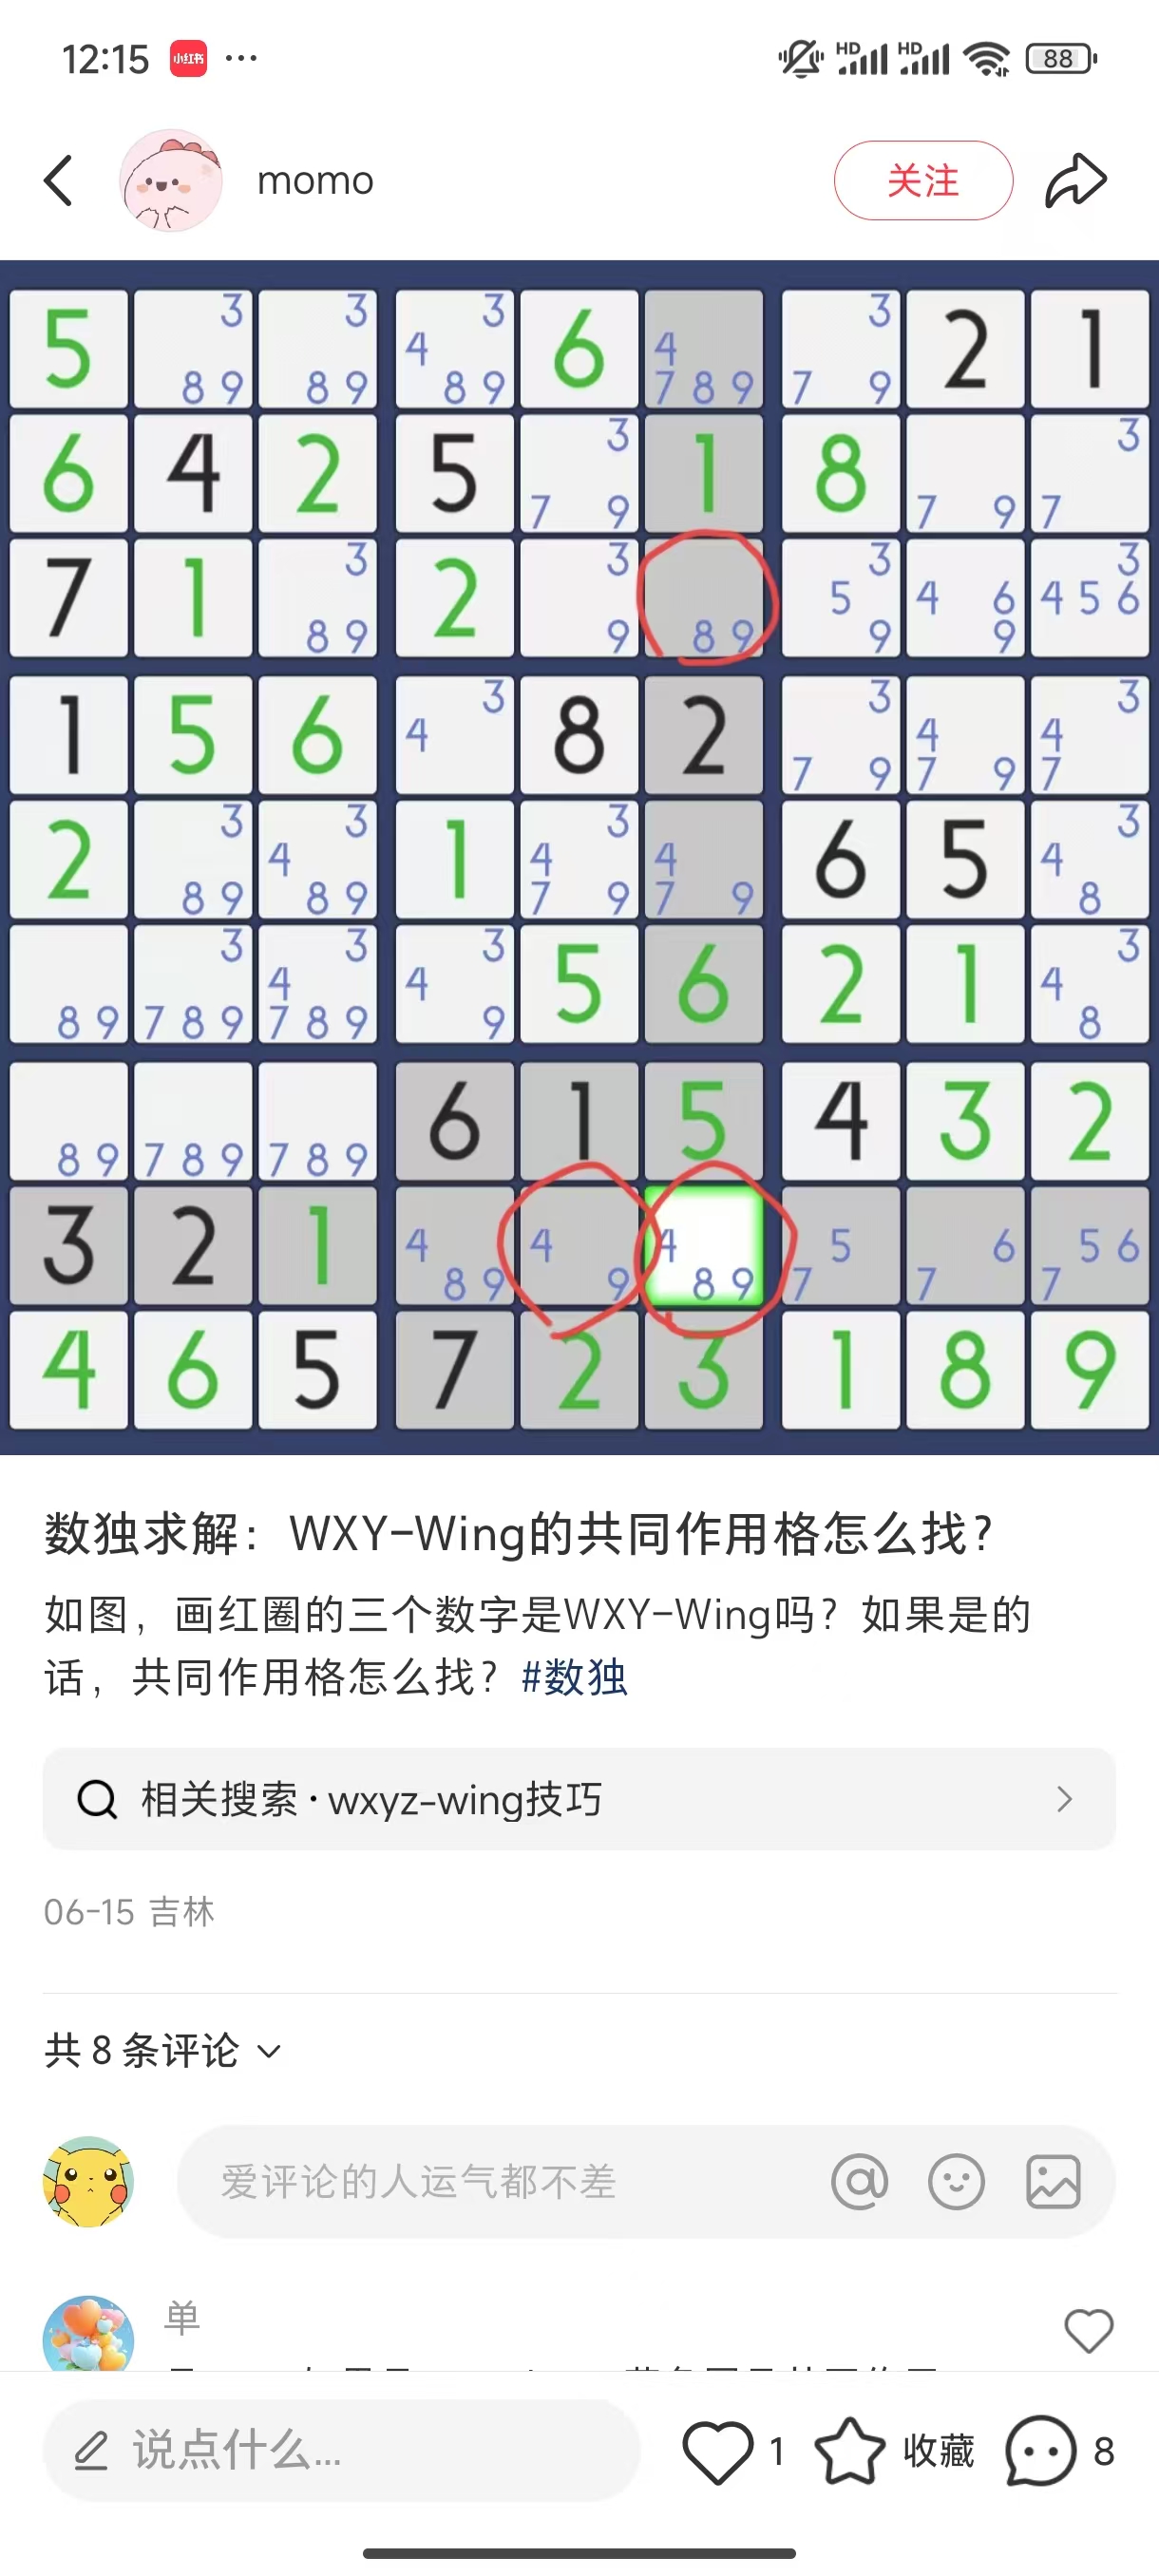 12:15 小红书 ... HD HD 88
momo 关注
5 3 8 9 3 8 9 3 4 8 9 6 4 7 8 9 3 7 9 2 1
6 4 2 5 3 7 9 1 8 7 9 3 7
7 1 3 8 9 2 3 9 8 9 3 5 9 4 6 9 3 4 5 6
1 5 6 3 4 8 2 3 7 9 4 7 9 3 4 7
2 3 8 9 3 4 8 9 1 3 4 7 9 4 7 9 6 5 3 4 8
8 9 3 7 8 9 3 4 7 8 9 3 4 9 5 6 2 1 3 4 8
8 9 7 8 9 7 8 9 6 1 5 4 3 2
3 2 1 4 8 9 4 9 4 8 9 5 7 6 7 5 6 7
4 6 5 7 2 3 1 8 9
数独求解：WXY-Wing的共同作用格怎么找？
如图，画红圈的三个数字是WXY-Wing吗？如果是的
话，共同作用格怎么找？#数独
相关搜索·wxyz-wing技巧
06-15 吉林
共 8 条评论
爱评论的人运气都不差
单
说点什么... 1 收藏 8